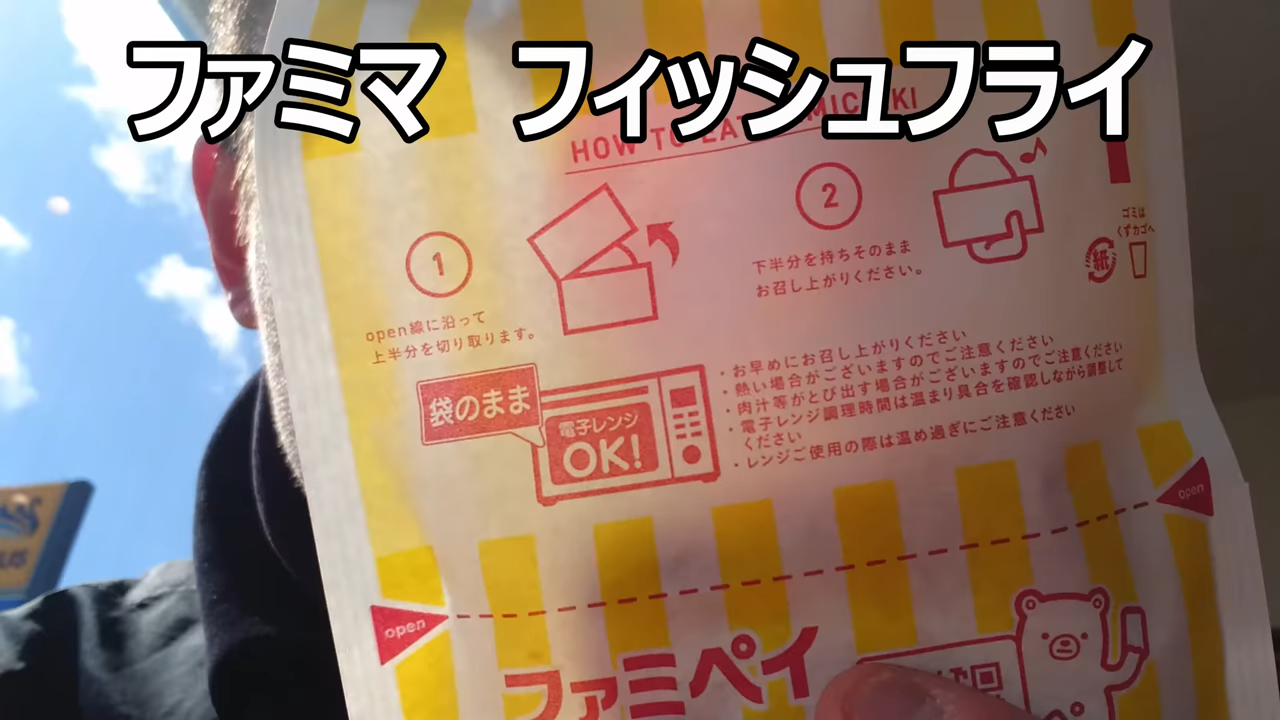 ファミマ フィッシュフライ
HOW TO EAT
1
open線に沿って
上半分を切り取ります。
2
下半分を持ちそのまま
お召し上がりください。
ゴミは
くずカゴへ
紙
袋のまま
電子レンジ
OK!
・お早めにお召し上がりください
・熱い場合がございますのでご注意ください
・肉汁等がとび出す場合がございますのでご注意ください
・電子レンジ調理時間は温まり具合を確認しながら調整して
ください
・レンジご使用の際は温め過ぎにご注意ください
open
open
ファミペイ